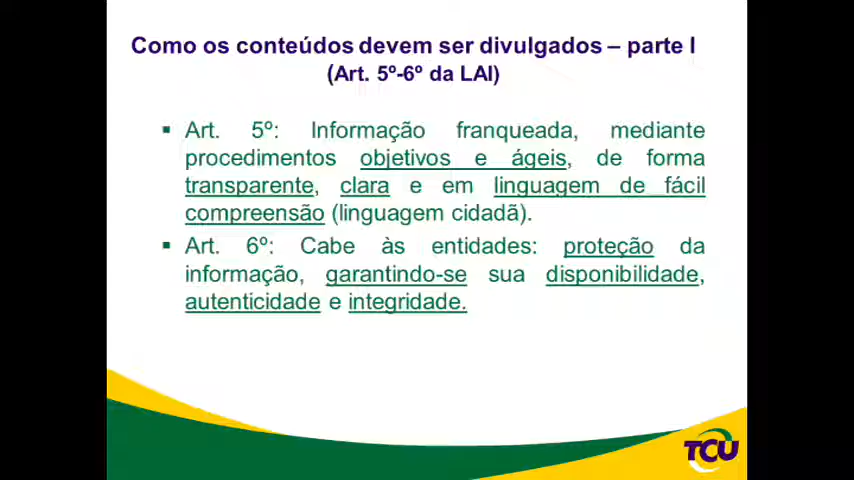 Como os conteúdos devem ser divulgados – parte I
(Art. 5º-6º da LAI)
▪ Art. 5º: Informação franqueada, mediante
procedimentos objetivos e ágeis, de forma
transparente, clara e em linguagem de fácil
compreensão (linguagem cidadã).
▪ Art. 6º: Cabe às entidades: proteção da
informação, garantindo-se sua disponibilidade,
autenticidade e integridade.
TCU